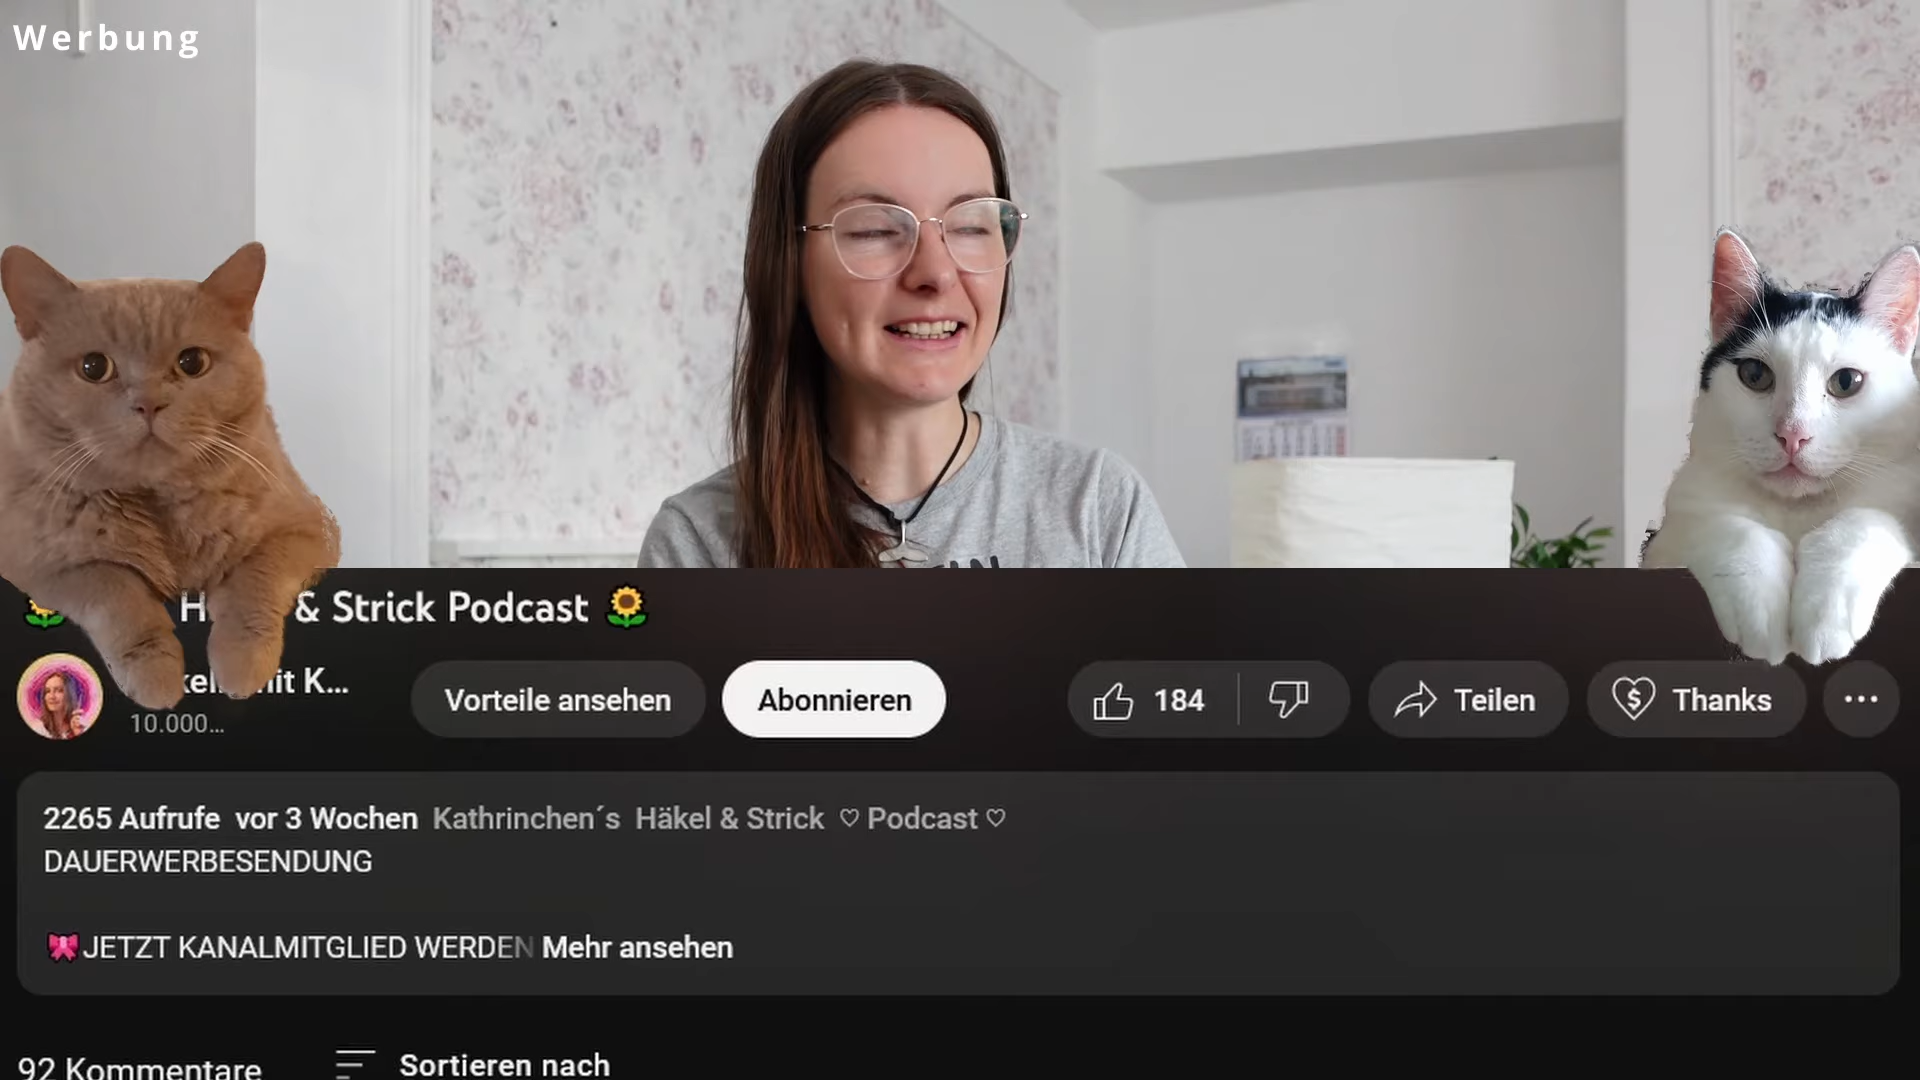 Werbung
& Strick Podcast
10.000...
Vorteile ansehen
Abonnieren
184
Teilen
Thanks
2265 Aufrufe vor 3 Wochen Kathrinchen´s Häkel & Strick ♡ Podcast ♡
DAUERWERBESENDUNG
JETZT KANALMITGLIED WERDEN Mehr ansehen
92 Kommentare
Sortieren nach